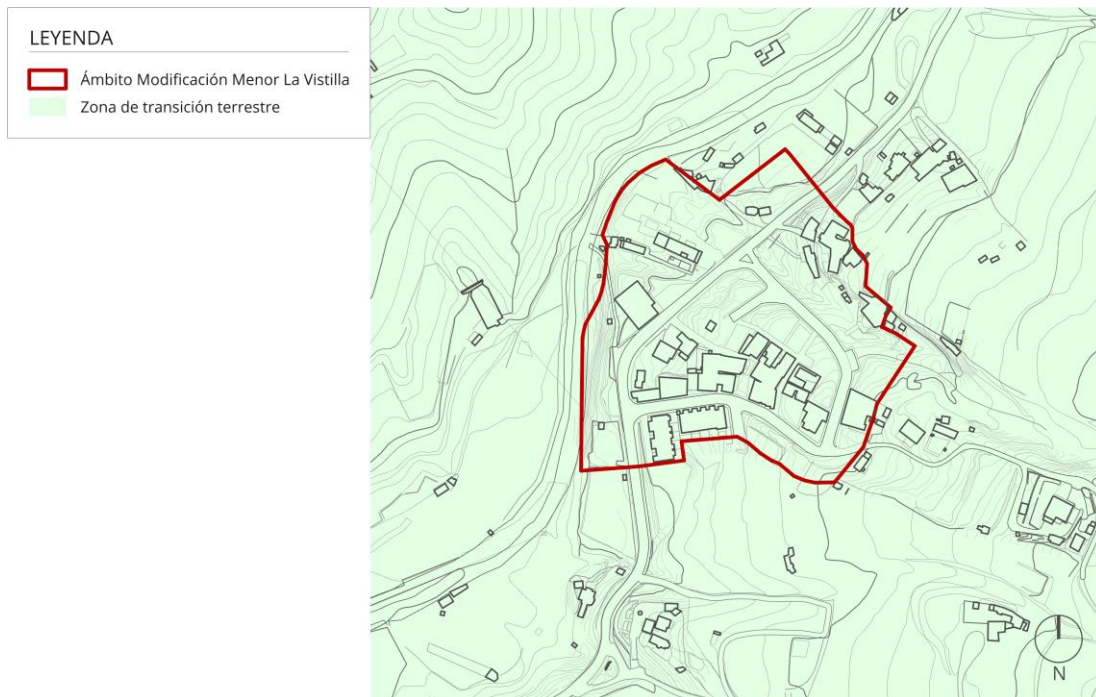 LEYENDA
Ámbito Modificación Menor La Vistilla
Zona de transición terrestre
N